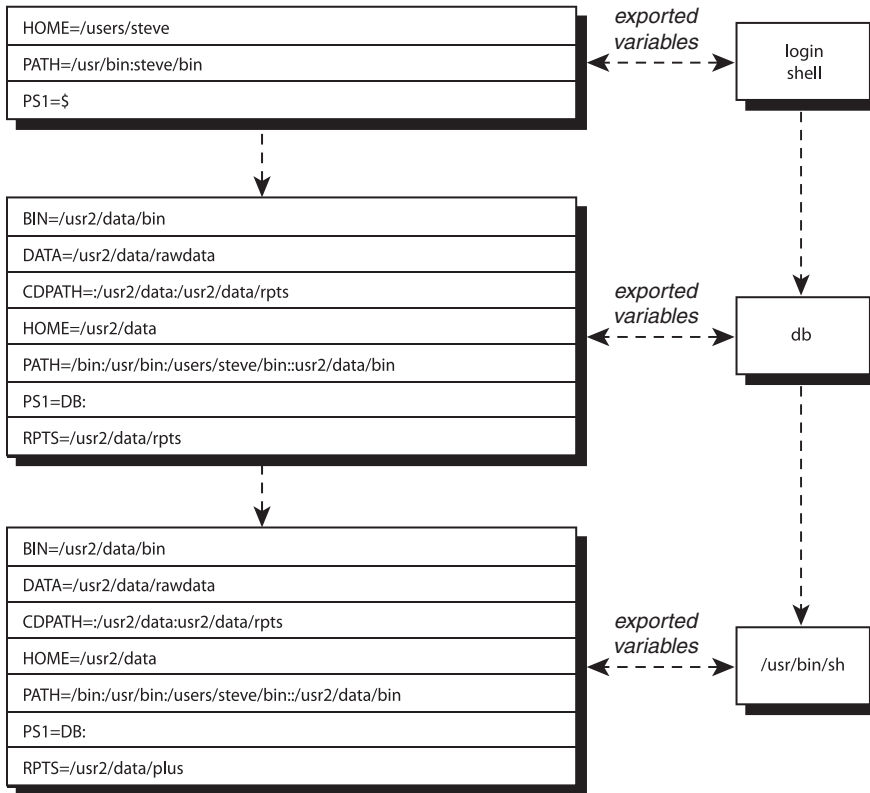 HOME=/users/steve
PATH=/usr/bin:steve/bin
PS1=$
exported
variables
login
shell
BIN=/usr2/data/bin
DATA=/usr2/data/rawdata
CDPATH=:/usr2/data:/usr2/data/rpts
HOME=/usr2/data
PATH=/bin:/usr/bin:/users/steve/bin::usr2/data/bin
PS1=DB:
RPTS=/usr2/data/rpts
exported
variables
db
BIN=/usr2/data/bin
DATA=/usr2/data/rawdata
CDPATH=:/usr2/data:usr2/data/rpts
HOME=/usr2/data
PATH=/bin:/usr/bin:/users/steve/bin::/usr2/data/bin
PS1=DB:
RPTS=/usr2/data/plus
exported
variables
/usr/bin/sh